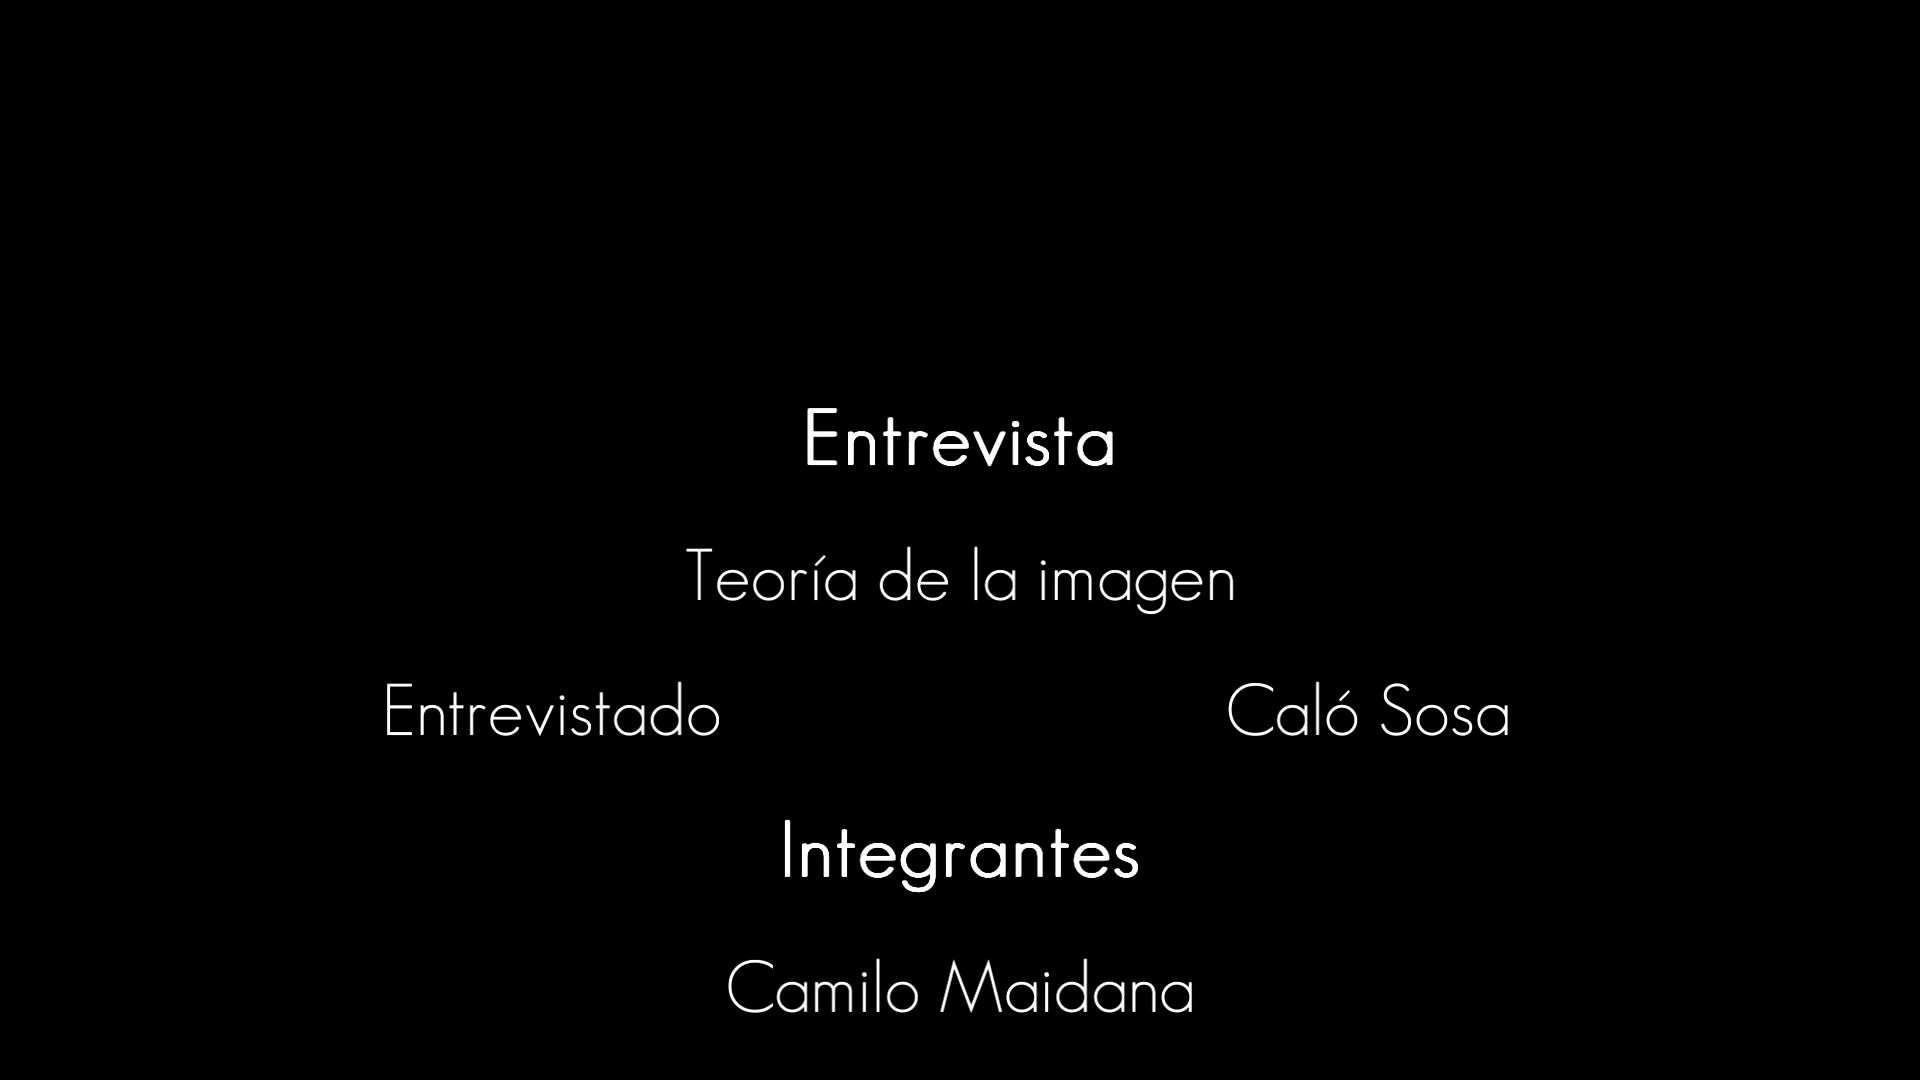 Entrevista
Teoría de la imagen
Entrevistado Caló Sosa
Integrantes
Camilo Maidana